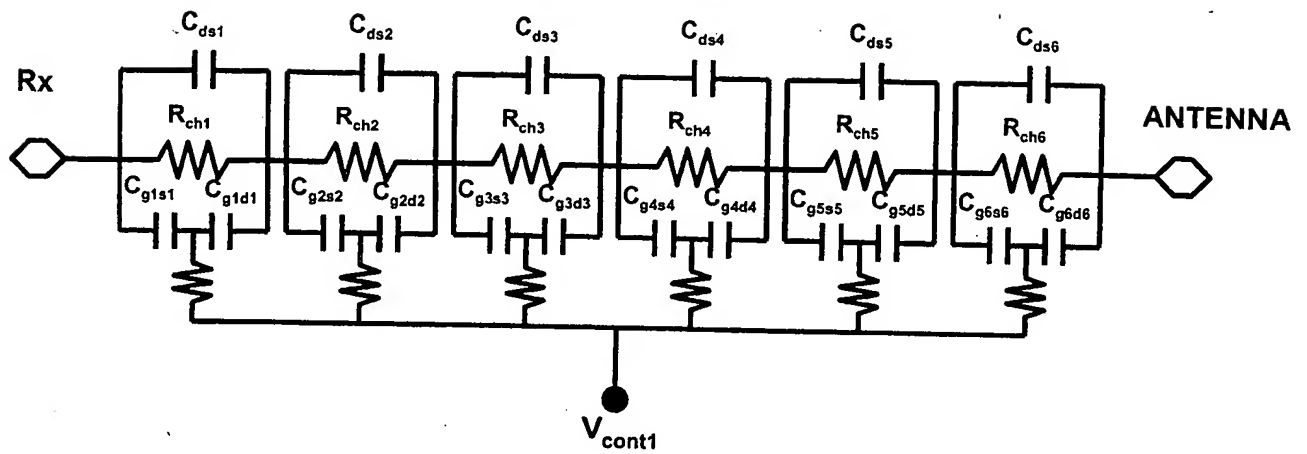 C_ds1 C_ds2 C_ds3 C_ds4 C_ds5 C_ds6
Rx
R_ch1 R_ch2 R_ch3 R_ch4 R_ch5 R_ch6
ANTENNA
C_g1s1 C_g1d1 C_g2s2 C_g2d2 C_g3s3 C_g3d3 C_g4s4 C_g4d4 C_g5s5 C_g5d5 C_g6s6 C_g6d6
V_cont1